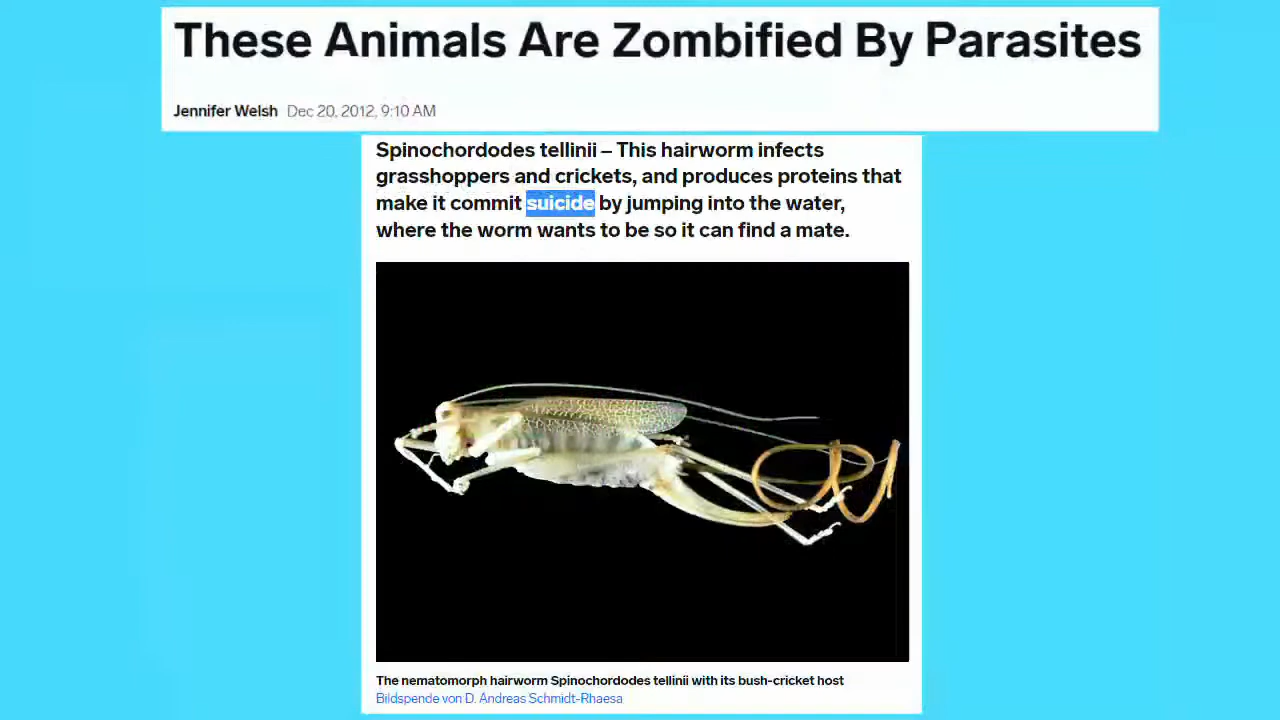 These Animals Are Zombified By Parasites
Jennifer Welsh Dec 20, 2012, 9:10 AM
Spinochordodes tellinii – This hairworm infects
grasshoppers and crickets, and produces proteins that
make it commit suicide by jumping into the water,
where the worm wants to be so it can find a mate.
The nematomorph hairworm Spinochordodes tellinii with its bush-cricket host
Bildspende von D. Andreas Schmidt-Rhaesa